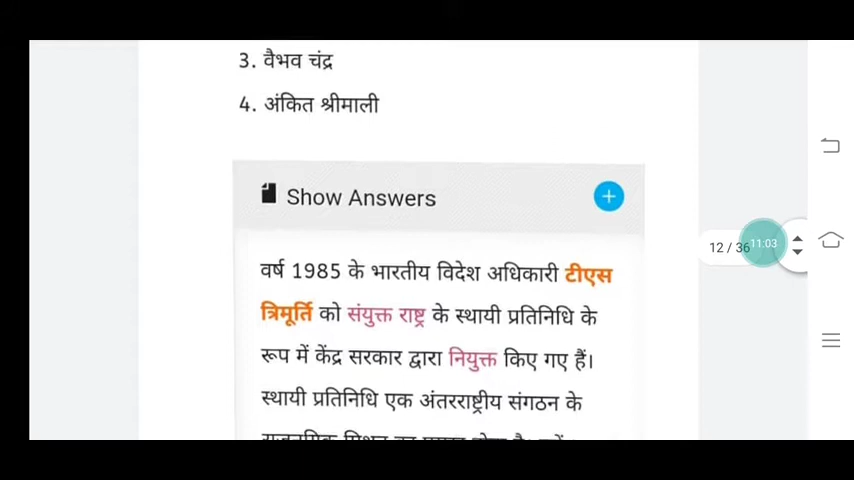 3. वैभव चंद्र
4. अंकित श्रीमाली
Show Answers
वर्ष 1985 के भारतीय विदेश अधिकारी टीएस
त्रिमूर्ति को संयुक्त राष्ट्र के स्थायी प्रतिनिधि के
रूप में केंद्र सरकार द्वारा नियुक्त किए गए हैं।
स्थायी प्रतिनिधि एक अंतरराष्ट्रीय संगठन के
12 / 36
11:03